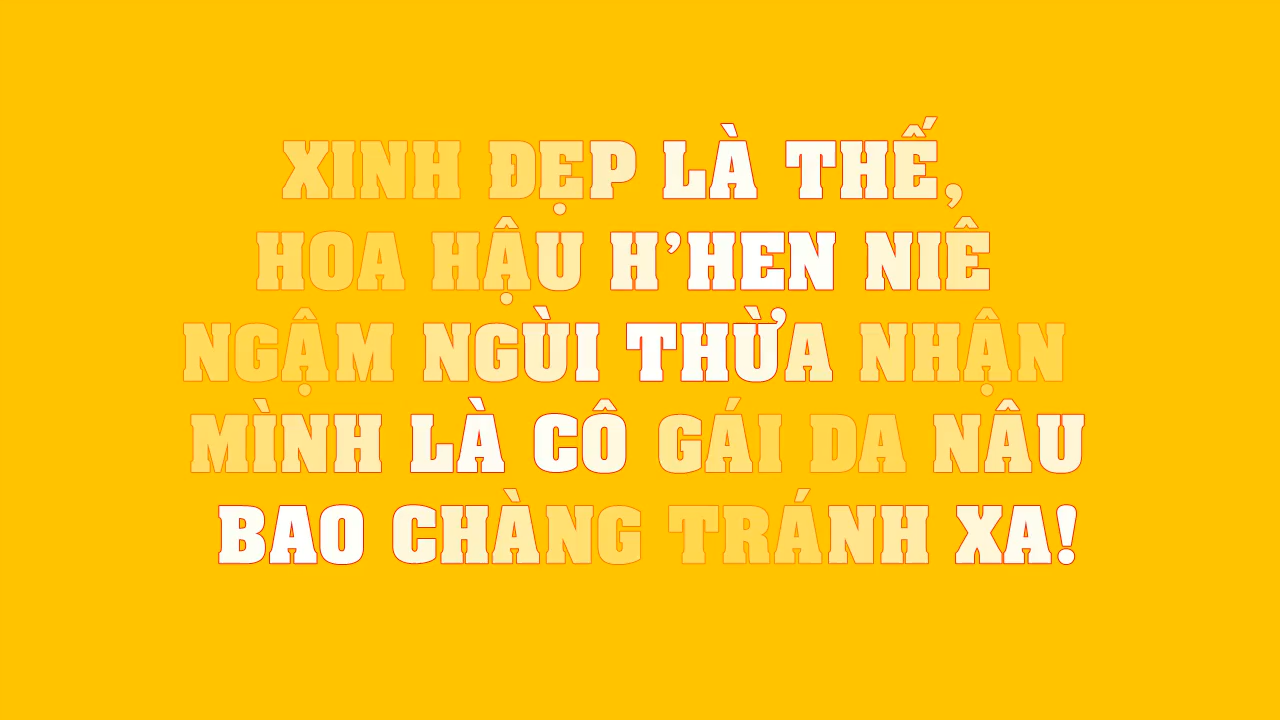 XINH ĐẸP LÀ THẾ,
HOA HẬU H’HEN NIÊ
NGẬM NGÙI THỪA NHẬN
MÌNH LÀ CÔ GÁI DA NÂU
BAO CHÀNG TRÁNH XA!